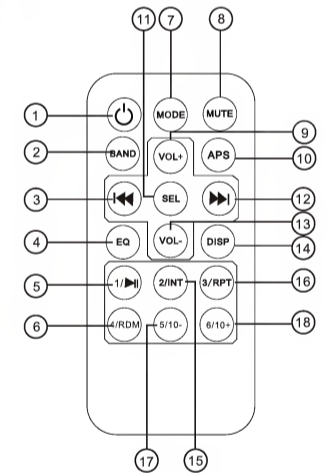 11 7 8
1 MODE MUTE
9
2 BAND VOL+ APS 10
3 SEL 12
13
4 EQ VOL- DISP 14
5 1/ 2/INT 3/RPT 16
6 4/RDM 5/10- 6/10+ 18
17 15